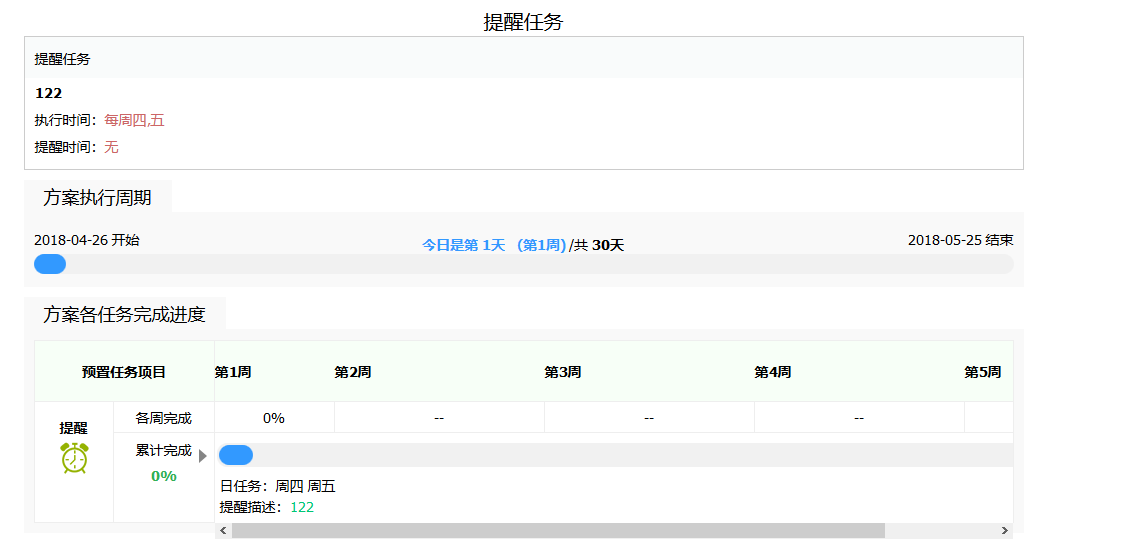 提醒任务
提醒任务
122
执行时间：每周四,五
提醒时间：无
方案执行周期
2018-04-26 开始
今日是第 1天 (第1周)/共 30天
2018-05-25 结束
方案各任务完成进度
预置任务项目 第1周 第2周 第3周 第4周 第5周
提醒
各周完成 0% -- -- --
累计完成
0%
日任务：周四 周五
提醒描述：122